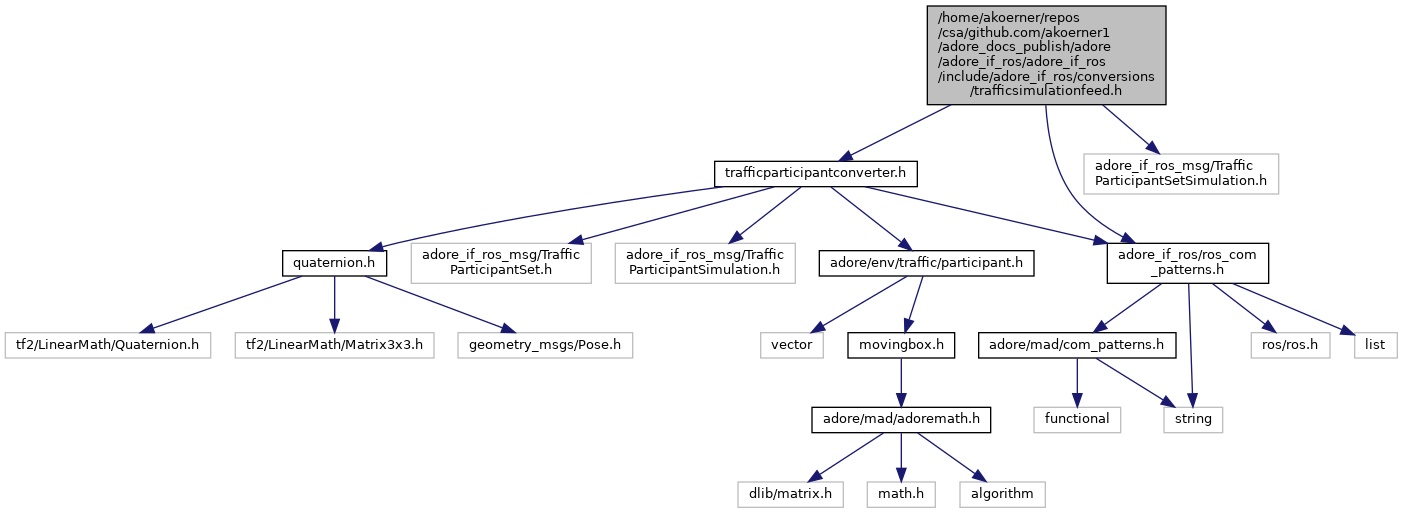 /home/akoerner/repos
/csa/github.com/akoerner1
/adore_docs_publish/adore
/adore_if_ros/adore_if_ros
/include/adore_if_ros/conversions
/trafficsimulationfeed.h
trafficparticipantconverter.h
adore_if_ros_msg/Traffic
ParticipantSetSimulation.h
quaternion.h
adore_if_ros_msg/Traffic
ParticipantSet.h
adore_if_ros_msg/Traffic
ParticipantSimulation.h
adore/env/traffic/participant.h
adore_if_ros/ros_com
_patterns.h
tf2/LinearMath/Quaternion.h
tf2/LinearMath/Matrix3x3.h
geometry_msgs/Pose.h
vector
movingbox.h
adore/mad/com_patterns.h
ros/ros.h
list
adore/mad/adoremath.h
functional
string
dlib/matrix.h
math.h
algorithm